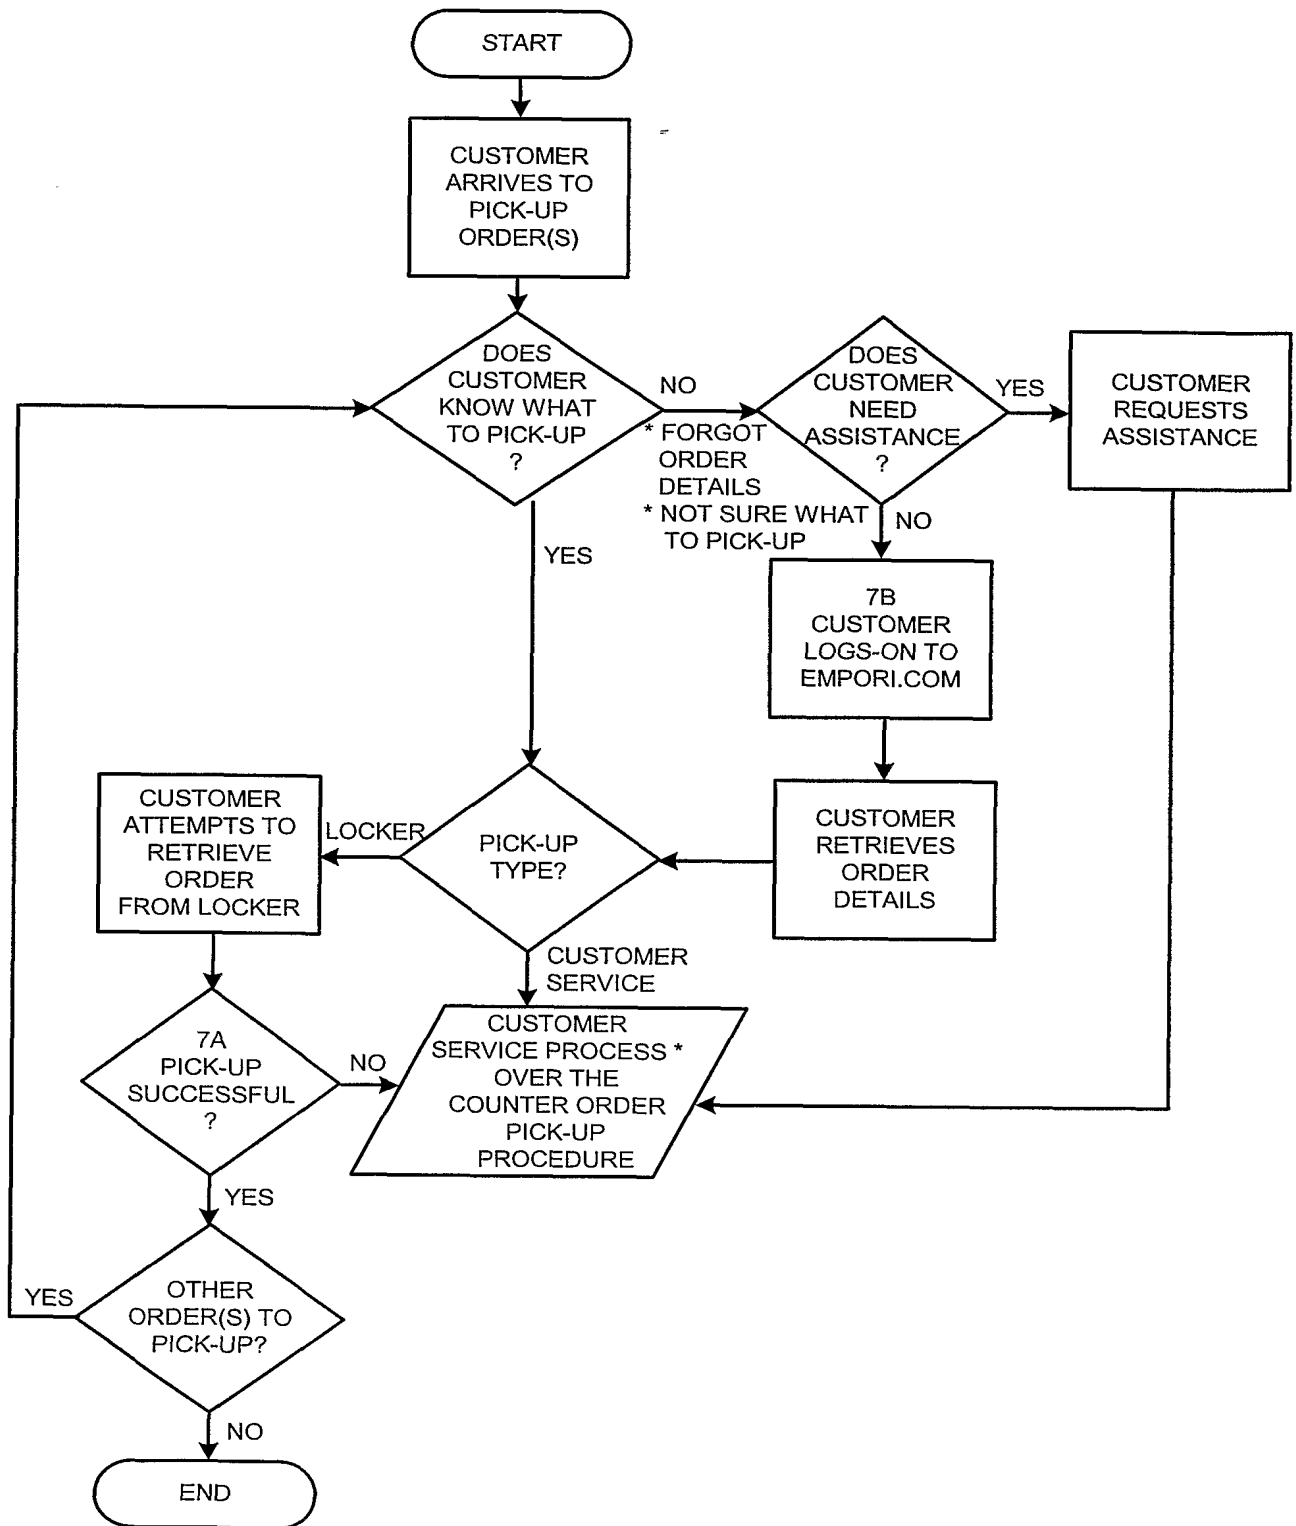 START
CUSTOMER
ARRIVES TO
PICK-UP
ORDER(S)
DOES
CUSTOMER
KNOW WHAT
TO PICK-UP
?
NO
* FORGOT
ORDER
DETAILS
* NOT SURE WHAT
TO PICK-UP
DOES
CUSTOMER
NEED
ASSISTANCE
?
YES
CUSTOMER
REQUESTS
ASSISTANCE
NO
YES
7B
CUSTOMER
LOGS-ON TO
EMPORI.COM
CUSTOMER
RETRIEVES
ORDER
DETAILS
PICK-UP
TYPE?
LOCKER
CUSTOMER
ATTEMPTS TO
RETRIEVE
ORDER
FROM LOCKER
CUSTOMER
SERVICE
CUSTOMER
SERVICE PROCESS *
OVER THE
COUNTER ORDER
PICK-UP
PROCEDURE
7A
PICK-UP
SUCCESSFUL
?
NO
YES
OTHER
ORDER(S) TO
PICK-UP?
YES
NO
END